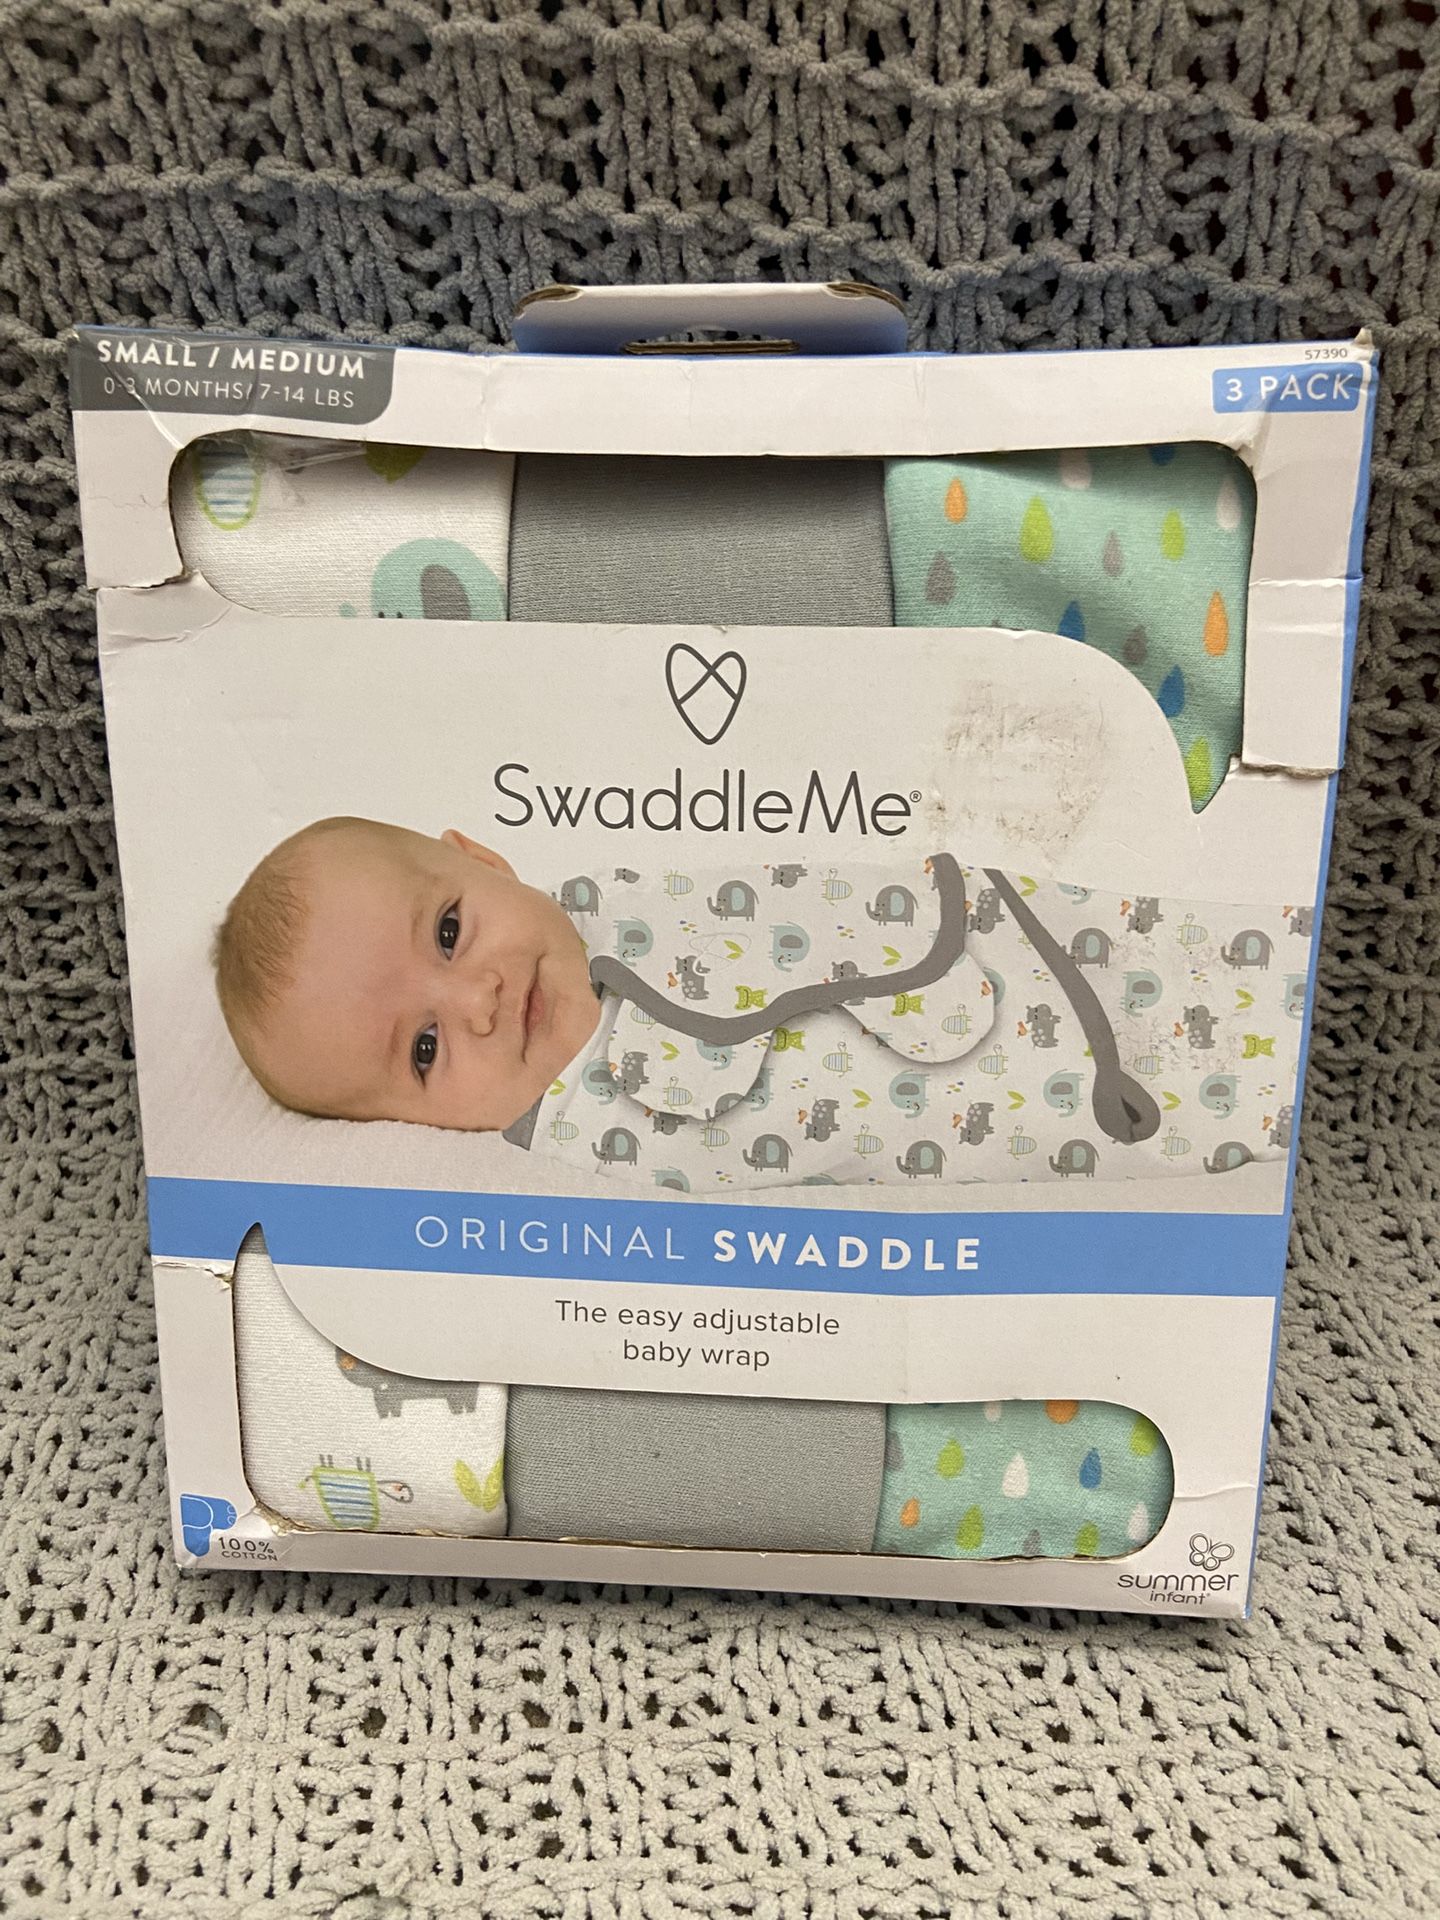 SMALL / MEDIUM
0-3 MONTHS/ 7-14 LBS
57390
3 PACK
SwaddleMe®
ORIGINAL SWADDLE
The easy adjustable
baby wrap
100%
COTTON
summer
infant®